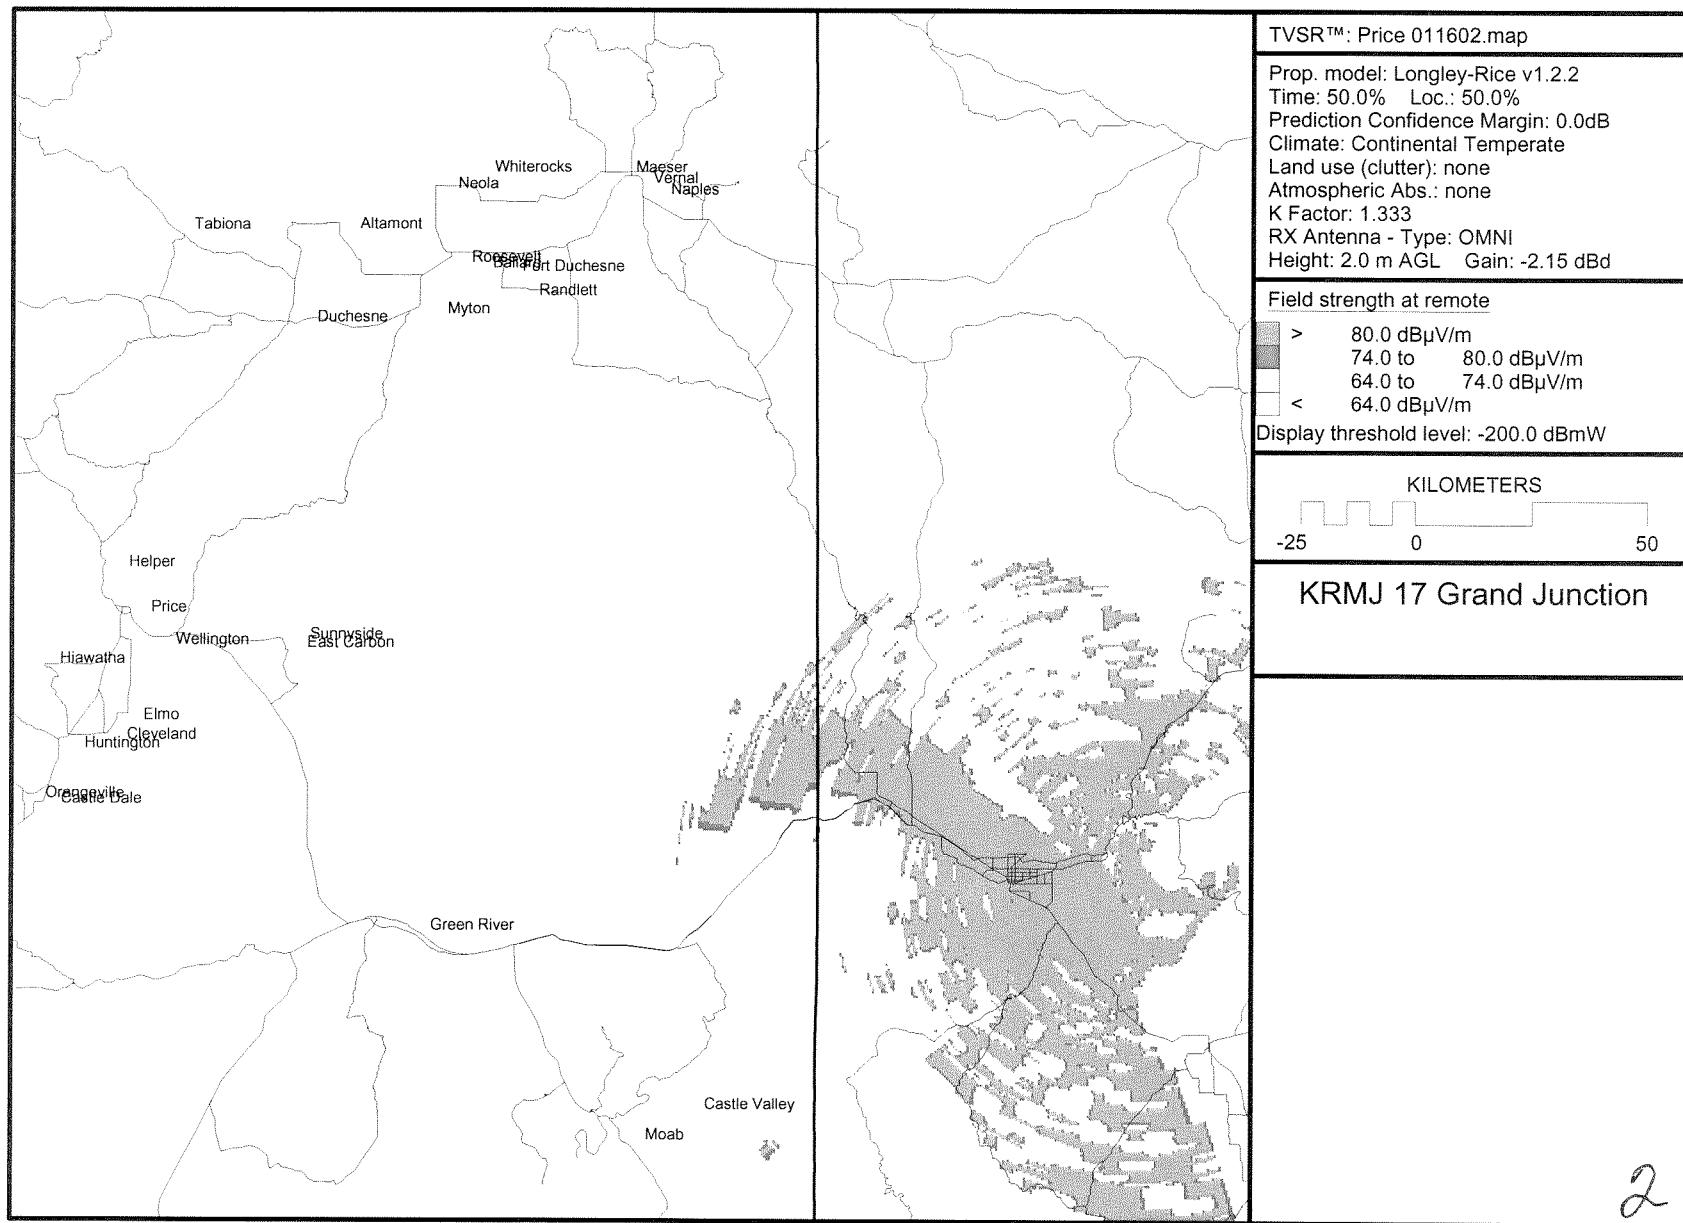 TVSR™: Price 011602.map
Prop. model: Longley-Rice v1.2.2
Time: 50.0% Loc.: 50.0%
Prediction Confidence Margin: 0.0dB
Climate: Continental Temperate
Land use (clutter): none
Atmospheric Abs.: none
K Factor: 1.333
RX Antenna - Type: OMNI
Height: 2.0 m AGL Gain: -2.15 dBd
Field strength at remote
> 80.0 dBµV/m
74.0 to 80.0 dBµV/m
64.0 to 74.0 dBµV/m
< 64.0 dBµV/m
Display threshold level: -200.0 dBmW
KILOMETERS
-25 0 50
KRMJ 17 Grand Junction
Whiterocks
Maeser
Vernal
Neola
Naples
Tabiona
Altamont
Roosevelt
Ballard
Fort Duchesne
Randlett
Myton
Duchesne
Helper
Price
Wellington
Sunnyside
East Carbon
Hiawatha
Elmo
Cleveland
Huntington
Orangeville
Castle Dale
Green River
Castle Valley
Moab
2